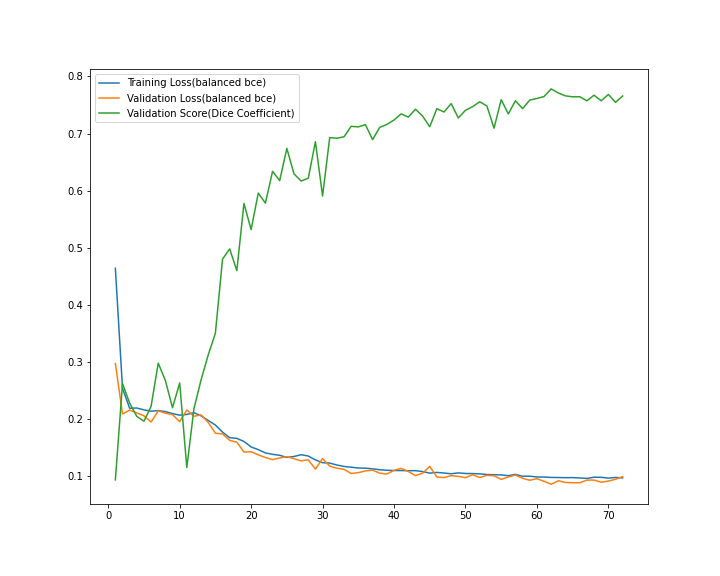 Training Loss(balanced bce)
Validation Loss(balanced bce)
Validation Score(Dice Coefficient)
0.8
0.7
0.6
0.5
0.4
0.3
0.2
0.1
0 10 20 30 40 50 60 70